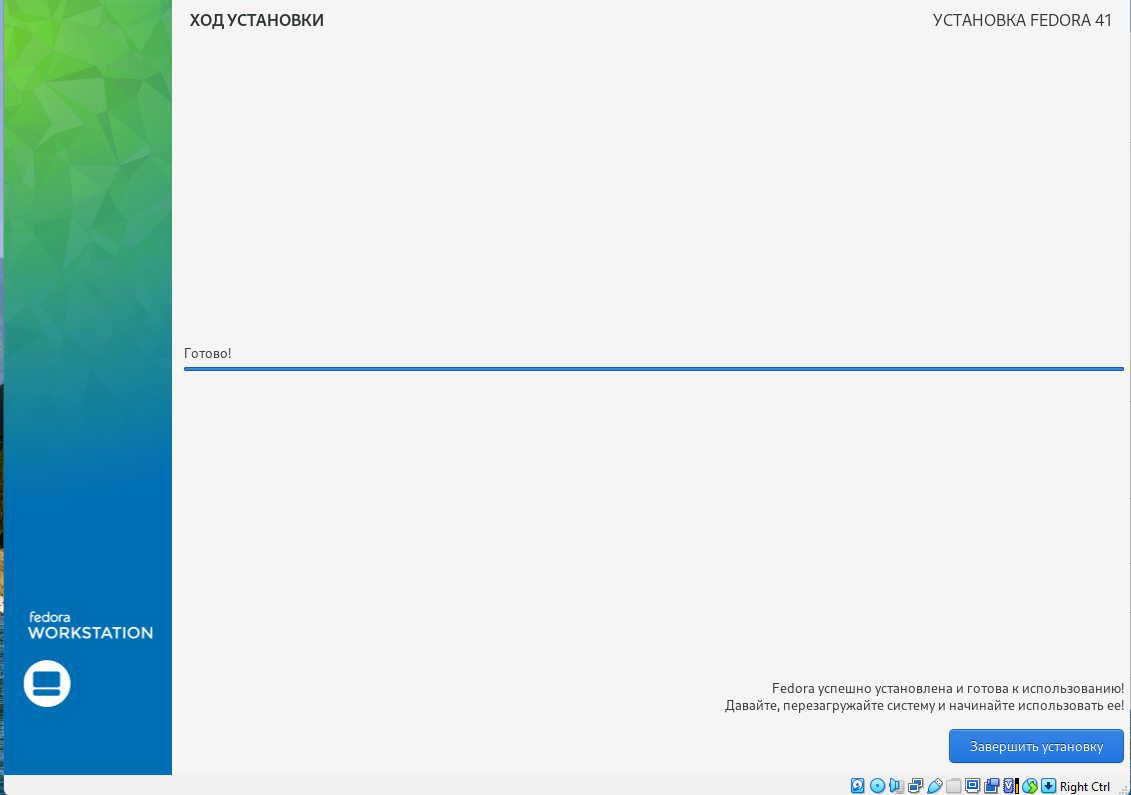 ХОД УСТАНОВКИ
УСТАНОВКА FEDORA 41
Готово!
fedora
WORKSTATION
Fedora успешно установлена и готова к использованию!
Давайте, перезагружайте систему и начинайте использовать ее!
Завершить установку
Right Ctrl